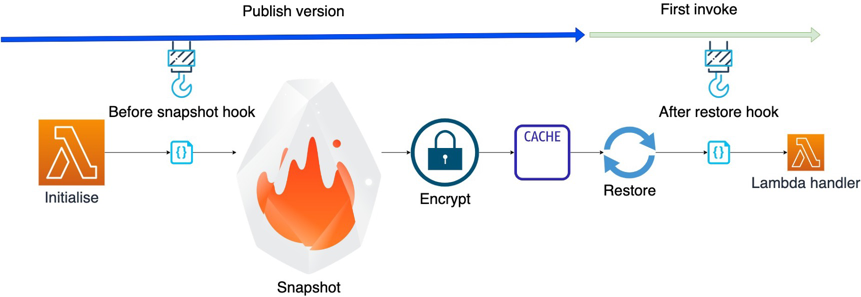 Publish version
First invoke
Before snapshot hook
After restore hook
{}
CACHE
{}
Initialise
Encrypt
Restore
Lambda handler
Snapshot